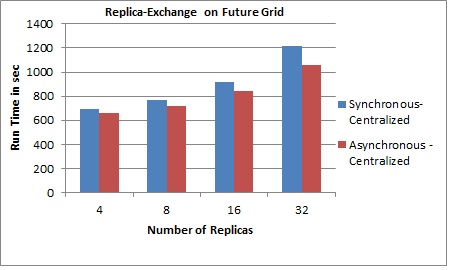 Replica-Exchange on Future Grid
1400
1200
1000
800
600
400
200
0
Run Time in sec
4 8 16 32
Number of Replicas
Synchronous-
Centralized
Asynchronous -
Centralized